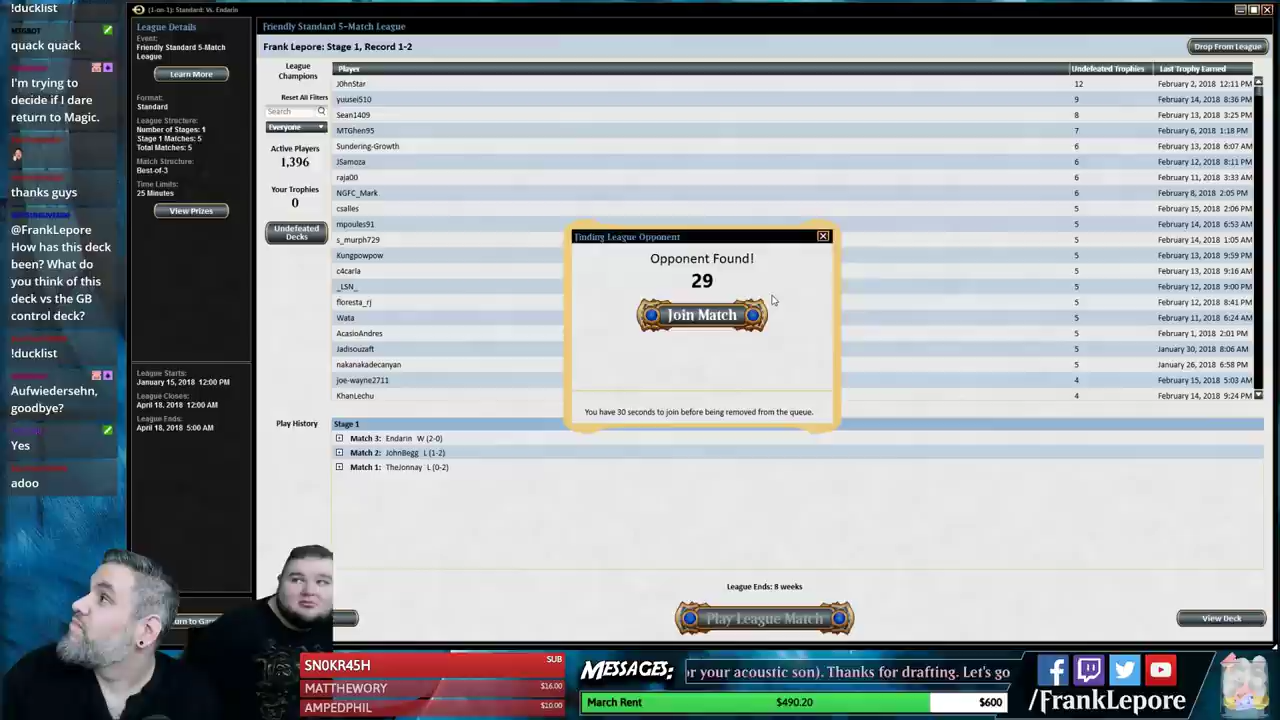 !ducklist
quack quack
I'm trying to
decide if I dare
return to Magic.
thanks guys
@FrankLepore
How has this deck
been? What do
you think of this
deck vs the GB
control deck?
!ducklist
Aufwiedersehn,
goodbye?
Yes
adoo
(1-on-1): Standard: Vs. Endarin
League Details
Event:
Friendly Standard 5-Match
League
Learn More
Format:
Standard
League Structure:
Number of Stages: 1
Stage 1 Matches: 5
Total Matches: 5
Match Structure:
Best-of-3
Time Limits:
25 Minutes
View Prizes
League Starts:
January 15, 2018 12:00 PM
League Closes:
April 18, 2018 12:00 AM
League Ends:
April 18, 2018 5:00 AM
Friendly Standard 5-Match League
Frank Lepore: Stage 1, Record 1-2
Drop From League
League
Champions
Reset All Filters
Search
Everyone
Active Players
1,396
Your Trophies
0
Undefeated
Decks
Player Undefeated Trophies Last Trophy Earned
J0hnStar 12 February 2, 2018 12:11 PM
yuusei510 9 February 14, 2018 8:36 PM
Sean1409 8 February 13, 2018 3:25 PM
MTGhen95 7 February 6, 2018 1:18 PM
Sundering-Growth 6 February 13, 2018 6:07 AM
JSamoza 6 February 12, 2018 8:11 PM
raja00 6 February 11, 2018 3:33 AM
NGFC_Mark 6 February 8, 2018 2:05 PM
csalles 5 February 15, 2018 2:06 PM
mpoules91 5 February 14, 2018 6:53 AM
s_murph729 5 February 14, 2018 1:05 AM
Kungpowpow 5 February 13, 2018 9:59 PM
c4carla 5 February 13, 2018 9:16 AM
_LSN_ 5 February 12, 2018 9:00 PM
floresta_rj 5 February 12, 2018 8:41 PM
Wata 5 February 11, 2018 6:24 AM
AcasioAndres 5 February 1, 2018 2:01 PM
Jadisouzaft 5 January 30, 2018 8:06 AM
nakanakadecanyan 5 January 26, 2018 6:58 PM
joe-wayne2711 4 February 15, 2018 5:03 AM
KhanLechu 4 February 14, 2018 9:24 PM
Finding League Opponent
Opponent Found!
29
Join Match
You have 30 seconds to join before being removed from the queue.
Play History
Stage 1
Match 3: Endarin W (2-0)
Match 2: JohnBegg L (1-2)
Match 1: TheJonnay L (0-2)
League Ends: 8 weeks
Play League Match
View Deck
SN0KR45H SUB
MATTHEWORY $16.00
AMPEDPHIL $10.00
MESSAGES:
or your acoustic son). Thanks for drafting. Let's go
March Rent $490.20 $600
/FrankLepore